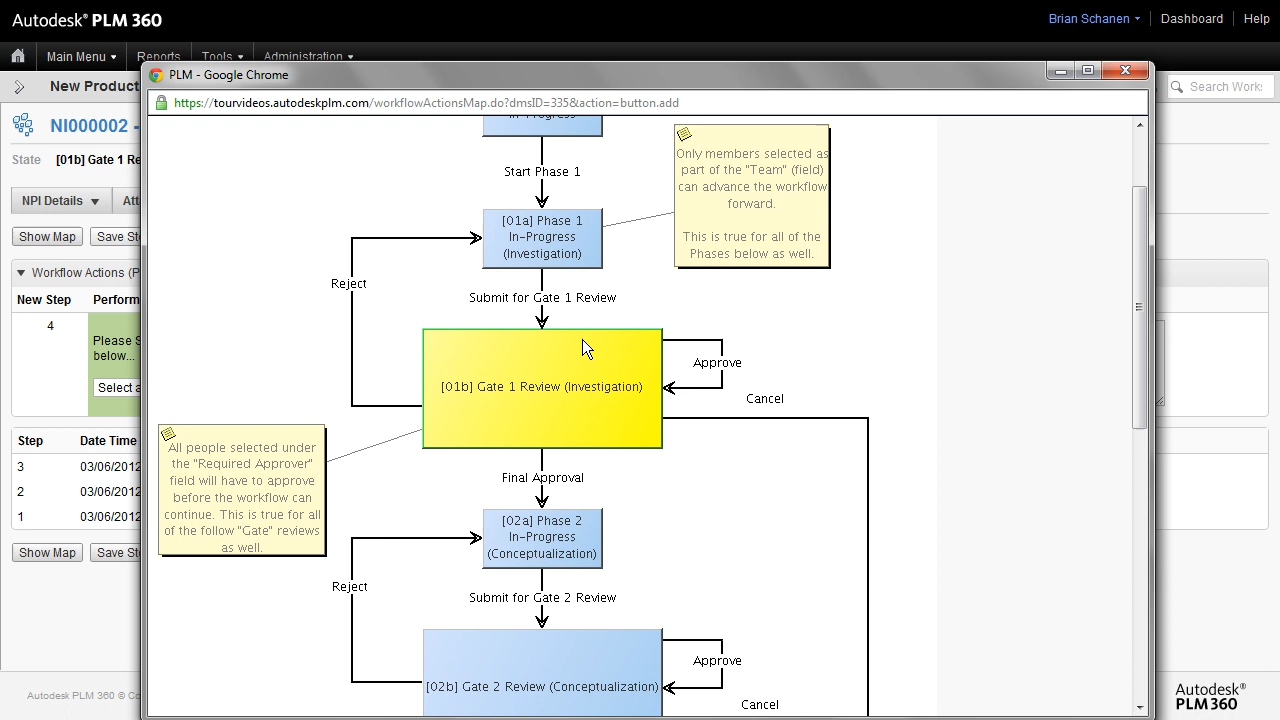 Autodesk® PLM 360
Brian Schanen
Dashboard
Help
Main Menu
Reports
Tools
Administration
New Product
Search Works
PLM - Google Chrome
https://tourvideos.autodeskplm.com/workflowActionsMap.do?dmsID=335&action=button.add
NI000002 -
State [01b] Gate 1 Re
NPI Details
Att
Show Map
Save St
Workflow Actions (P
New Step
Perform
4
Please S
below...
Select a
Step
Date Time
3 03/06/2012
2 03/06/2012
1 03/06/2012
Show Map
Save St
Autodesk PLM 360 © Co
In-Progress
Start Phase 1
Only members selected as
part of the "Team" (field)
can advance the workflow
forward.
This is true for all of the
Phases below as well.
[01a] Phase 1
In-Progress
(Investigation)
Reject
Submit for Gate 1 Review
[01b] Gate 1 Review (Investigation)
Approve
Cancel
All people selected under
the "Required Approver"
field will have to approve
before the workflow can
continue. This is true for all
of the follow "Gate" reviews
as well.
Final Approval
[02a] Phase 2
In-Progress
(Conceptualization)
Reject
Submit for Gate 2 Review
[02b] Gate 2 Review (Conceptualization)
Approve
Cancel
Autodesk®
PLM 360